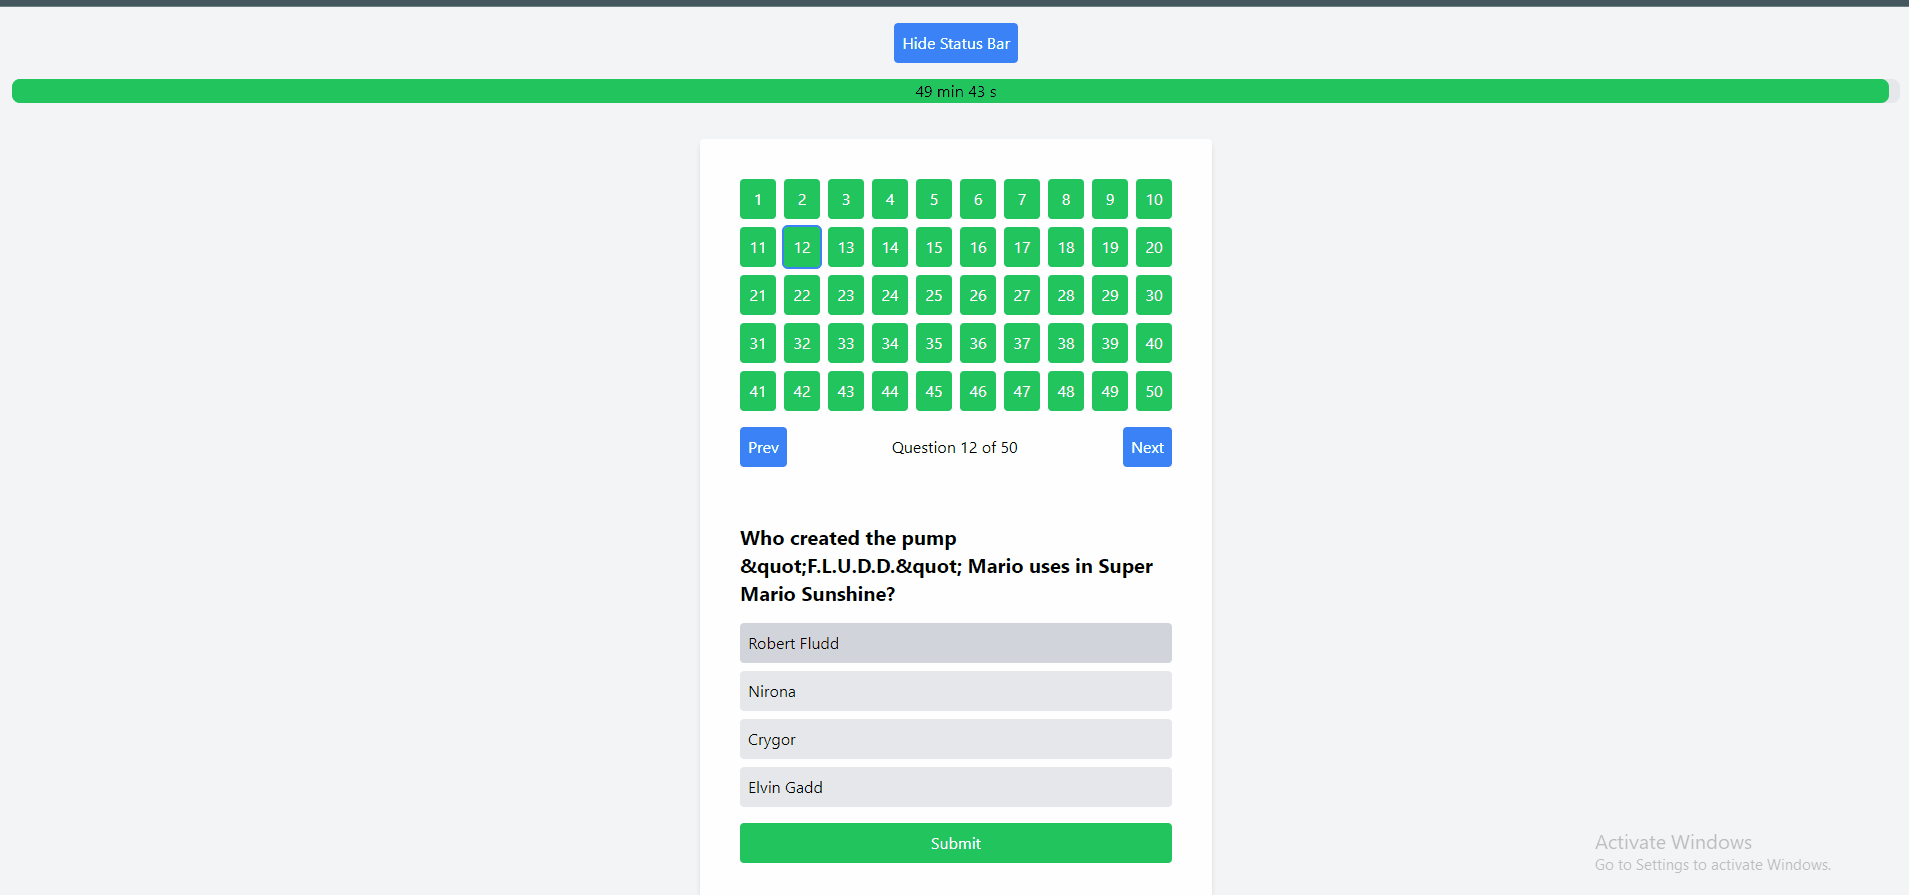 Hide Status Bar
49 min 43 s
1 2 3 4 5 6 7 8 9 10
11 12 13 14 15 16 17 18 19 20
21 22 23 24 25 26 27 28 29 30
31 32 33 34 35 36 37 38 39 40
41 42 43 44 45 46 47 48 49 50
Prev Question 12 of 50 Next
Who created the pump
&quot;F.L.U.D.D.&quot; Mario uses in Super
Mario Sunshine?
Robert Fludd
Nirona
Crygor
Elvin Gadd
Submit
Activate Windows
Go to Settings to activate Windows.